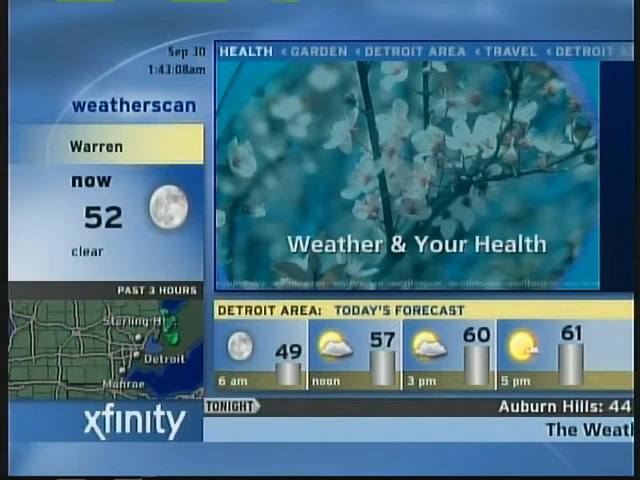 Sep 30
1:43:08am
weatherscan
Warren
now
52
clear
PAST 3 HOURS
Sterling H
Detroit
Monroe
xfinity
HEALTH < GARDEN < DETROIT AREA < TRAVEL < DETROIT A
Weather & Your Health
DETROIT AREA: TODAY'S FORECAST
49 57 60 61
6 am noon 3 pm 5 pm
TONIGHT Auburn Hills: 44
The Weat